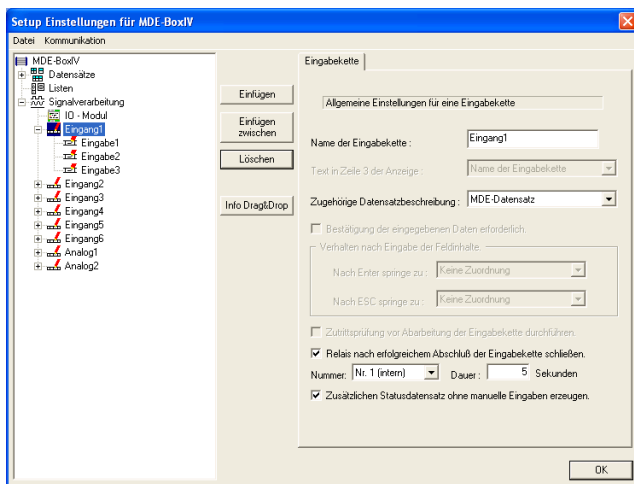 Setup Einstellungen für MDE-BoxIV
Datei Kommunikation
MDE-BoxIV
Datensätze
Listen
Signalverarbeitung
IO - Modul
Eingang1
Eingabe1
Eingabe2
Eingabe3
Eingang2
Eingang3
Eingang4
Eingang5
Eingang6
Analog1
Analog2
Einfügen
Einfügen
zwischen
Löschen
Info Drag&Drop
Eingabekette
Allgemeine Einstellungen für eine Eingabekette
Name der Eingabekette : Eingang1
Text in Zeile 3 der Anzeige : Name der Eingabekette
Zugehörige Datensatzbeschreibung : MDE-Datensatz
Bestätigung der eingegebenen Daten erforderlich.
Verhalten nach Eingabe der Feldinhalte.
Nach Enter springe zu : Keine Zuordnung
Nach ESC springe zu : Keine Zuordnung
Zutrittsprüfung vor Abarbeitung der Eingabekette durchführen.
Relais nach erfolgreichem Abschluß der Eingabekette schließen.
Nummer: Nr. 1 (intern) Dauer : 5 Sekunden
Zusätzlichen Statusdatensatz ohne manuelle Eingaben erzeugen.
OK